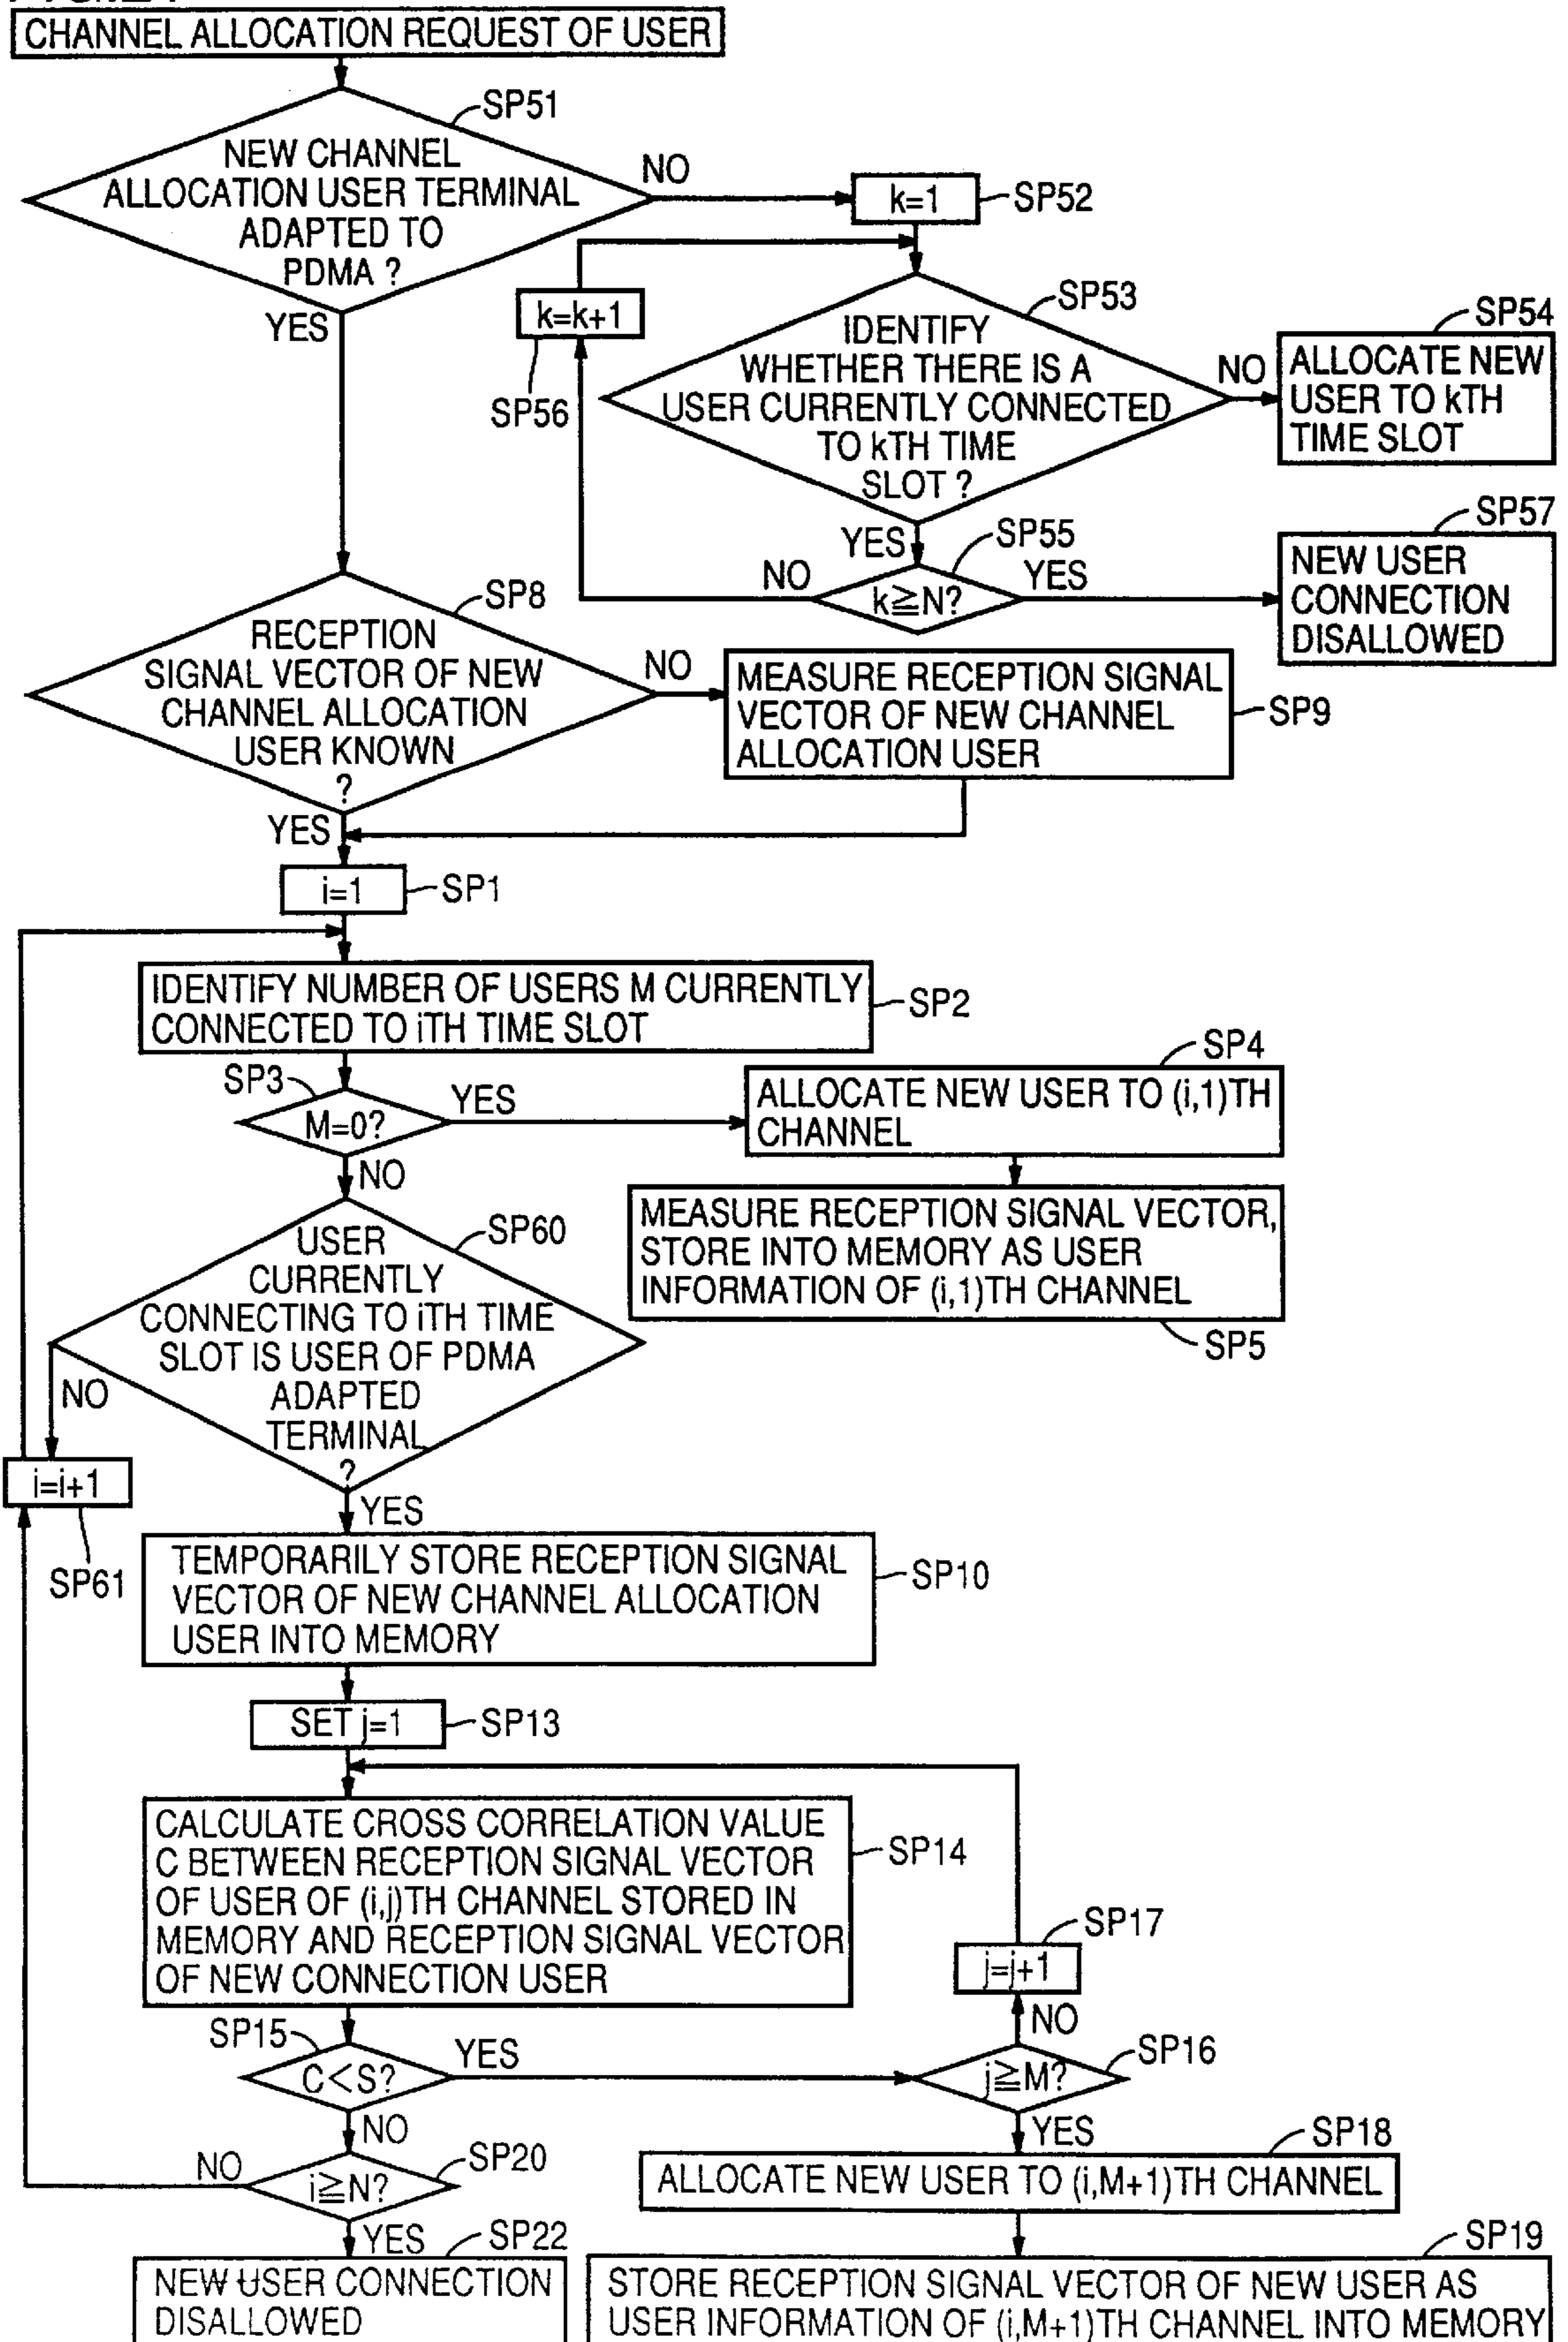 CHANNEL ALLOCATION REQUEST OF USER
SP51
NEW CHANNEL
ALLOCATION USER TERMINAL
ADAPTED TO
PDMA ?
NO
YES
k=1
SP52
k=k+1
SP56
SP53
IDENTIFY
WHETHER THERE IS A
USER CURRENTLY CONNECTED
TO kTH TIME
SLOT ?
NO
SP54
ALLOCATE NEW
USER TO kTH
TIME SLOT
YES
SP55
NO
k≧N?
YES
SP57
NEW USER
CONNECTION
DISALLOWED
SP8
RECEPTION
SIGNAL VECTOR OF NEW
CHANNEL ALLOCATION
USER KNOWN
?
NO
YES
MEASURE RECEPTION SIGNAL
VECTOR OF NEW CHANNEL
ALLOCATION USER
SP9
i=1
SP1
IDENTIFY NUMBER OF USERS M CURRENTLY
CONNECTED TO iTH TIME SLOT
SP2
SP3
M=0?
YES
NO
SP4
ALLOCATE NEW USER TO (i,1)TH
CHANNEL
MEASURE RECEPTION SIGNAL VECTOR,
STORE INTO MEMORY AS USER
INFORMATION OF (i,1)TH CHANNEL
SP5
SP60
USER
CURRENTLY
CONNECTING TO iTH TIME
SLOT IS USER OF PDMA
ADAPTED
TERMINAL
?
NO
i=i+1
SP61
YES
TEMPORARILY STORE RECEPTION SIGNAL
VECTOR OF NEW CHANNEL ALLOCATION
USER INTO MEMORY
SP10
SET j=1
SP13
CALCULATE CROSS CORRELATION VALUE
C BETWEEN RECEPTION SIGNAL VECTOR
OF USER OF (i,j)TH CHANNEL STORED IN
MEMORY AND RECEPTION SIGNAL VECTOR
OF NEW CONNECTION USER
SP14
SP17
j=j+1
NO
SP15
C<S?
YES
SP16
j≧M?
NO
YES
NO
SP20
i≧N?
YES
SP18
ALLOCATE NEW USER TO (i,M+1)TH CHANNEL
SP22
NEW USER CONNECTION
DISALLOWED
SP19
STORE RECEPTION SIGNAL VECTOR OF NEW USER AS
USER INFORMATION OF (i,M+1)TH CHANNEL INTO MEMORY